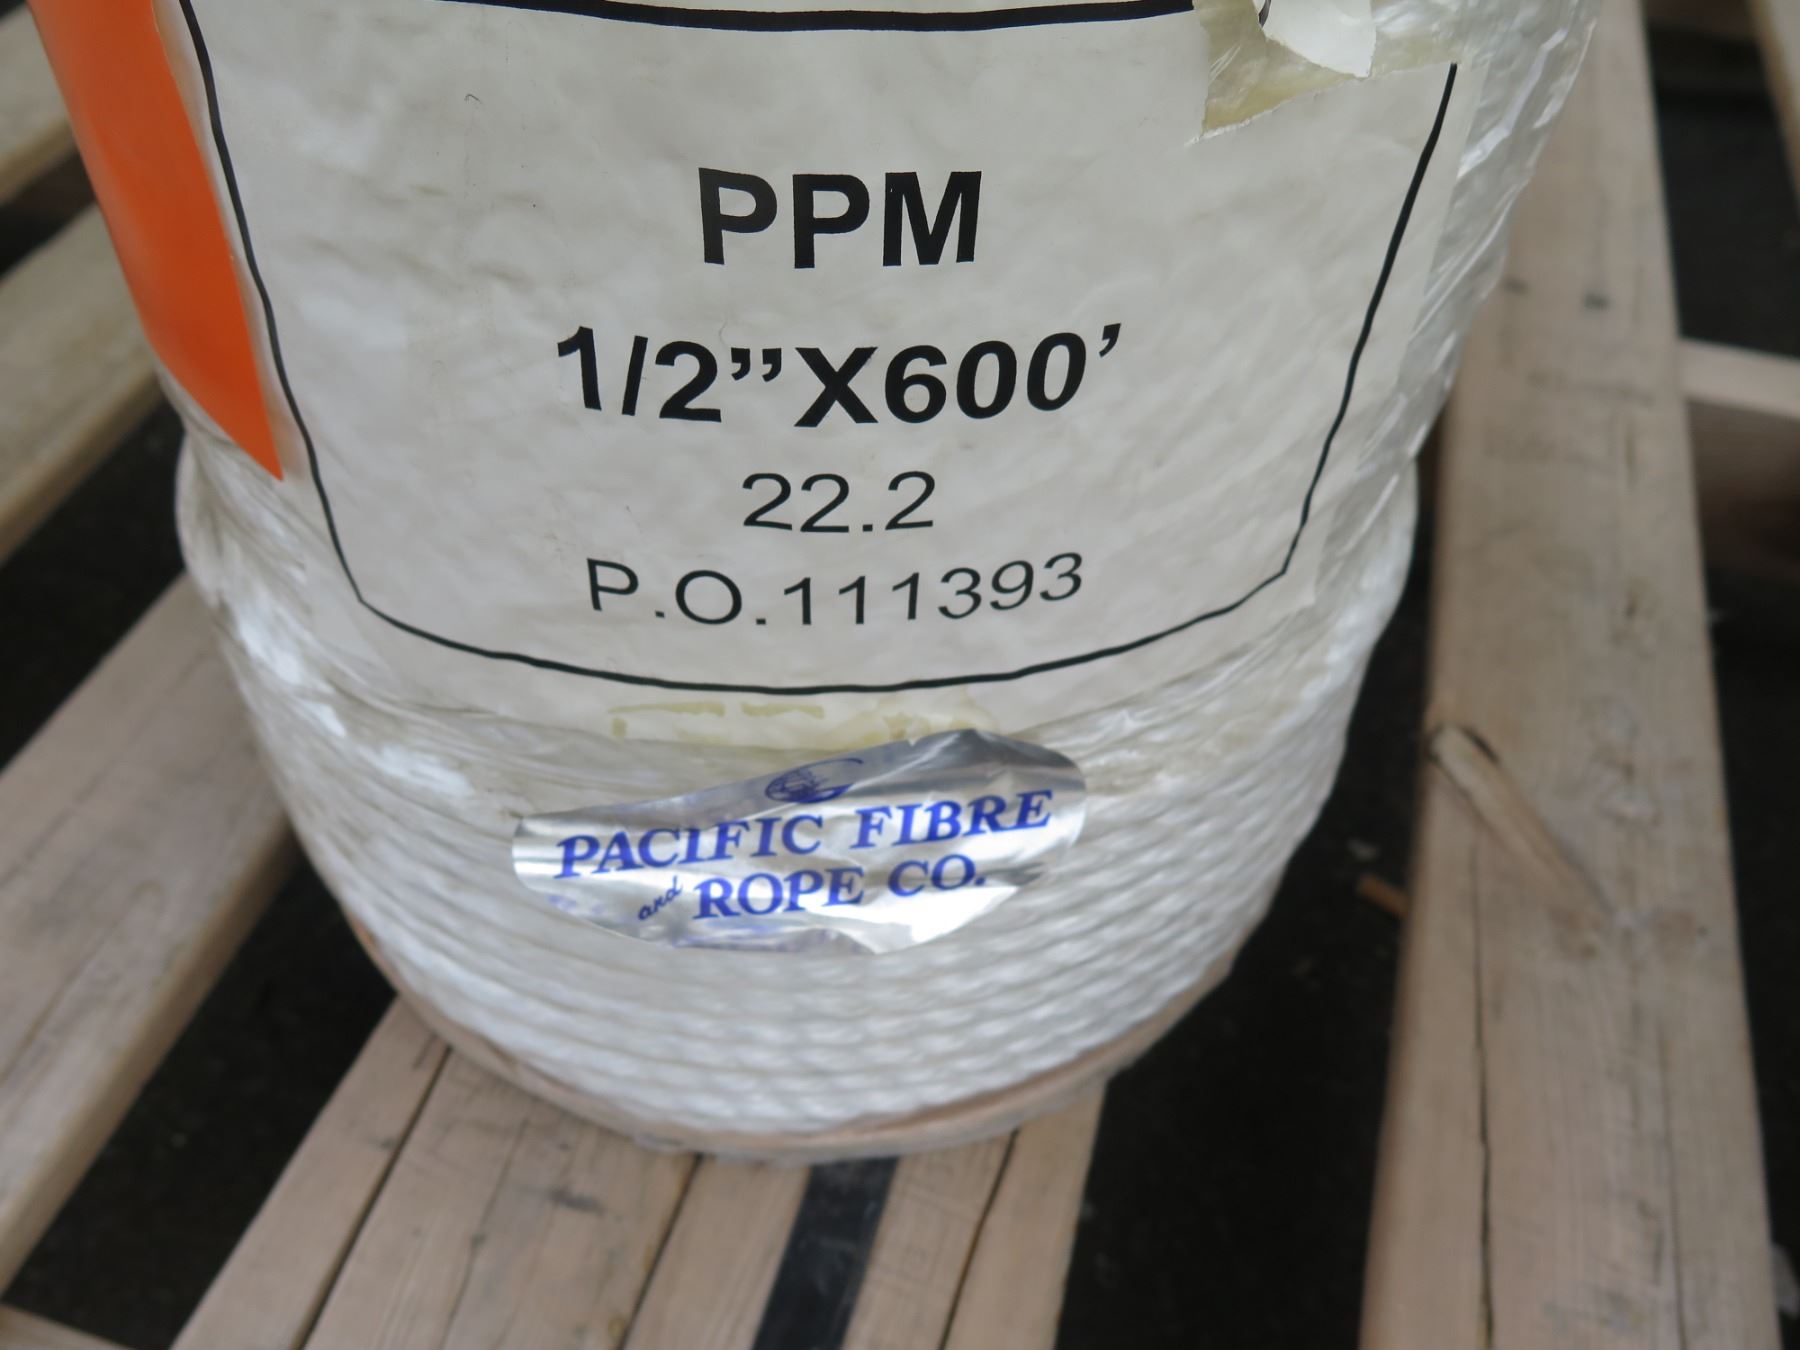 PPM
1/2”X600’
22.2
P.O.111393
PACIFIC FIBRE
and ROPE CO.